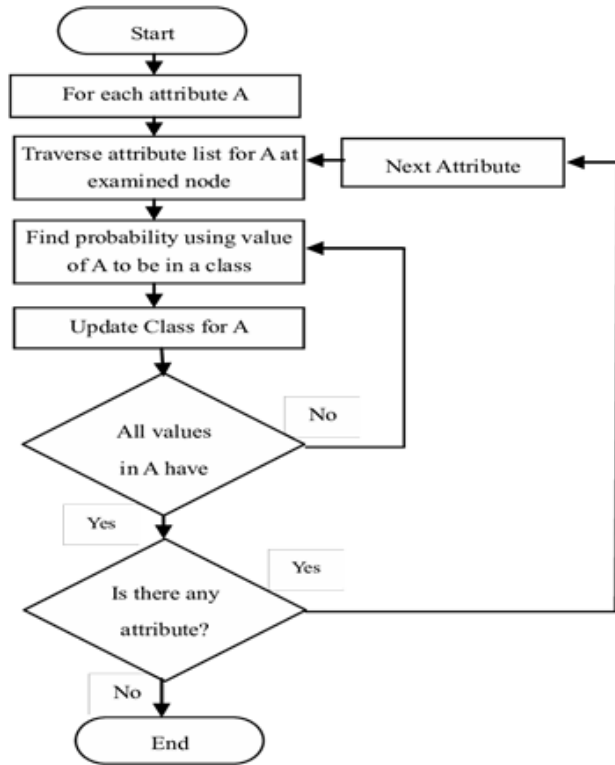 Start
For each attribute A
Traverse attribute list for A at
examined node
Next Attribute
Find probability using value
of A to be in a class
Update Class for A
No
All values
in A have
Yes
Yes
Is there any
attribute?
No
End